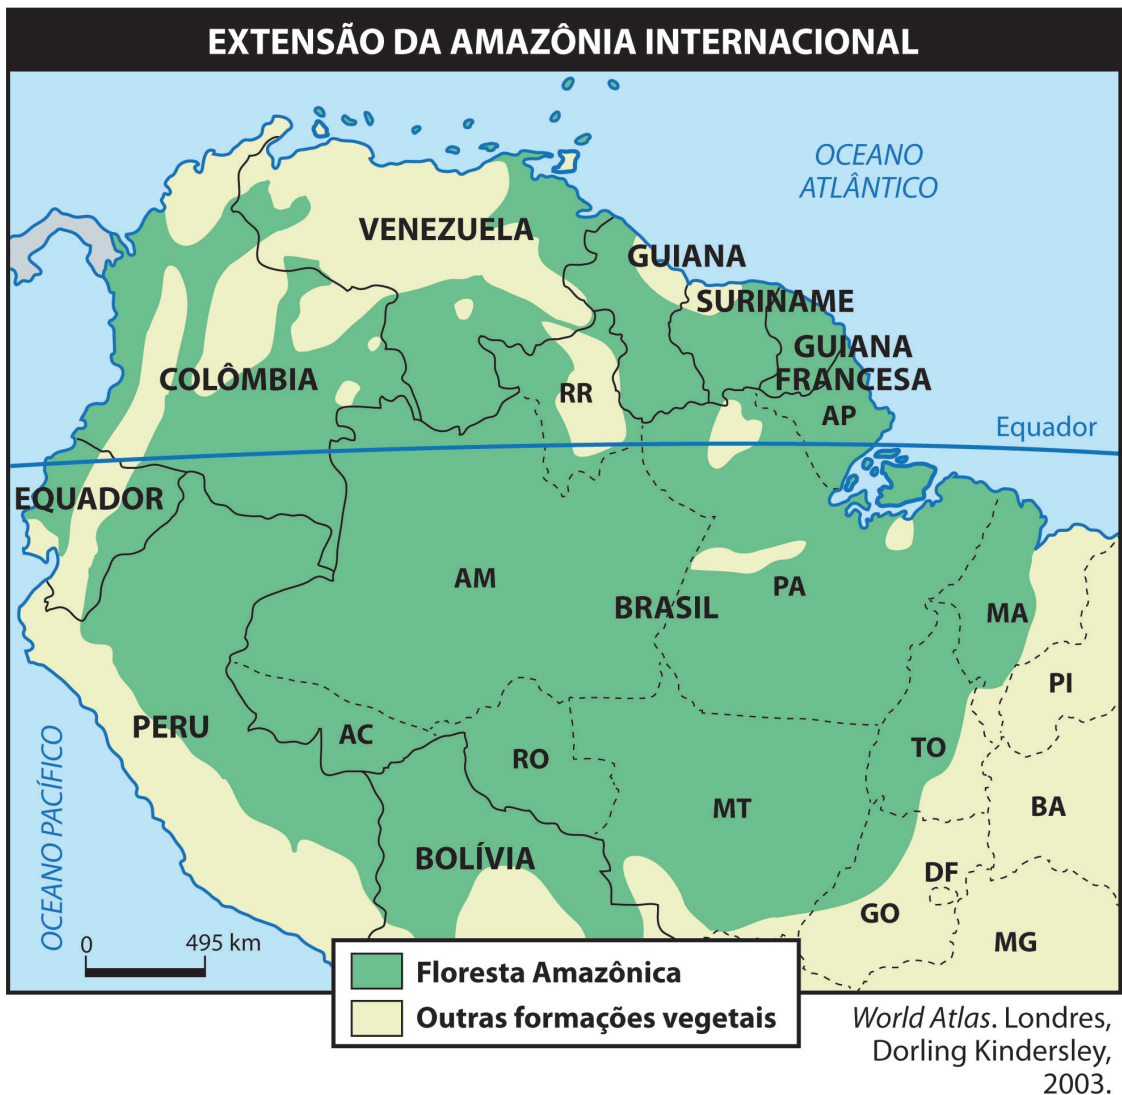 EXTENSÃO DA AMAZÔNIA INTERNACIONAL
OCEANO
ATLÂNTICO
VENEZUELA
GUIANA
SURINAME
GUIANA
FRANCESA
COLÔMBIA
RR
AP
Equador
EQUADOR
AM
BRASIL
PA
MA
PI
PERU
AC
RO
TO
MT
BA
BOLÍVIA
DF
GO
MG
OCEANO PACÍFICO
0
495 km
Floresta Amazônica
Outras formações vegetais
World Atlas. Londres,
Dorling Kindersley,
2003.